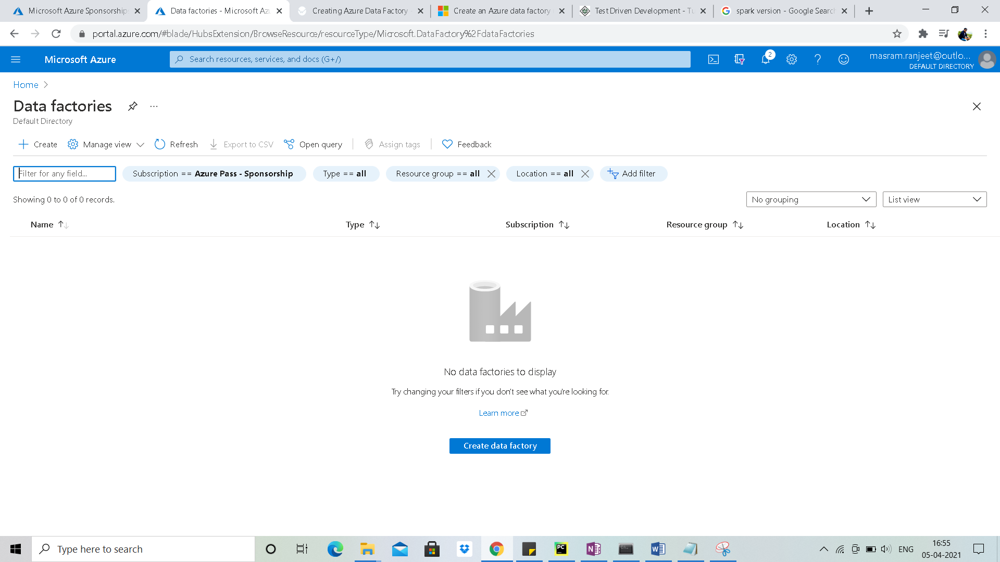 Microsoft Azure Sponsorship
Data factories - Microsoft Azu
Creating Azure Data Factory -
Create an Azure data factory
Test Driven Development - Tu
spark version - Google Search
portal.azure.com/#blade/HubsExtension/BrowseResource/resourceType/Microsoft.DataFactory%2FdataFactories
Microsoft Azure
Search resources, services, and docs (G+/)
2
masram.ranjeet@outlo...
DEFAULT DIRECTORY
Home
Data factories
Default Directory
Create
Manage view
Refresh
Export to CSV
Open query
Assign tags
Feedback
Filter for any field...
Subscription == Azure Pass - Sponsorship
Type == all
Resource group == all
Location == all
Add filter
Showing 0 to 0 of 0 records.
No grouping
List view
Name
Type
Subscription
Resource group
Location
No data factories to display
Try changing your filters if you don't see what you're looking for.
Learn more
Create data factory
Type here to search
PC
N
W
ENG
16:55
05-04-2021